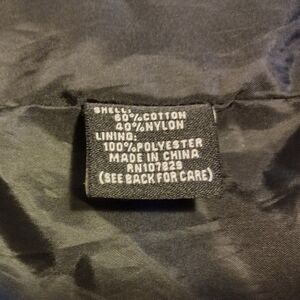 SHELL:
60%COTTON
40%NYLON
LINING:
100%POLYESTER
MADE IN CHINA
RN107829
(SEE BACK FOR CARE)